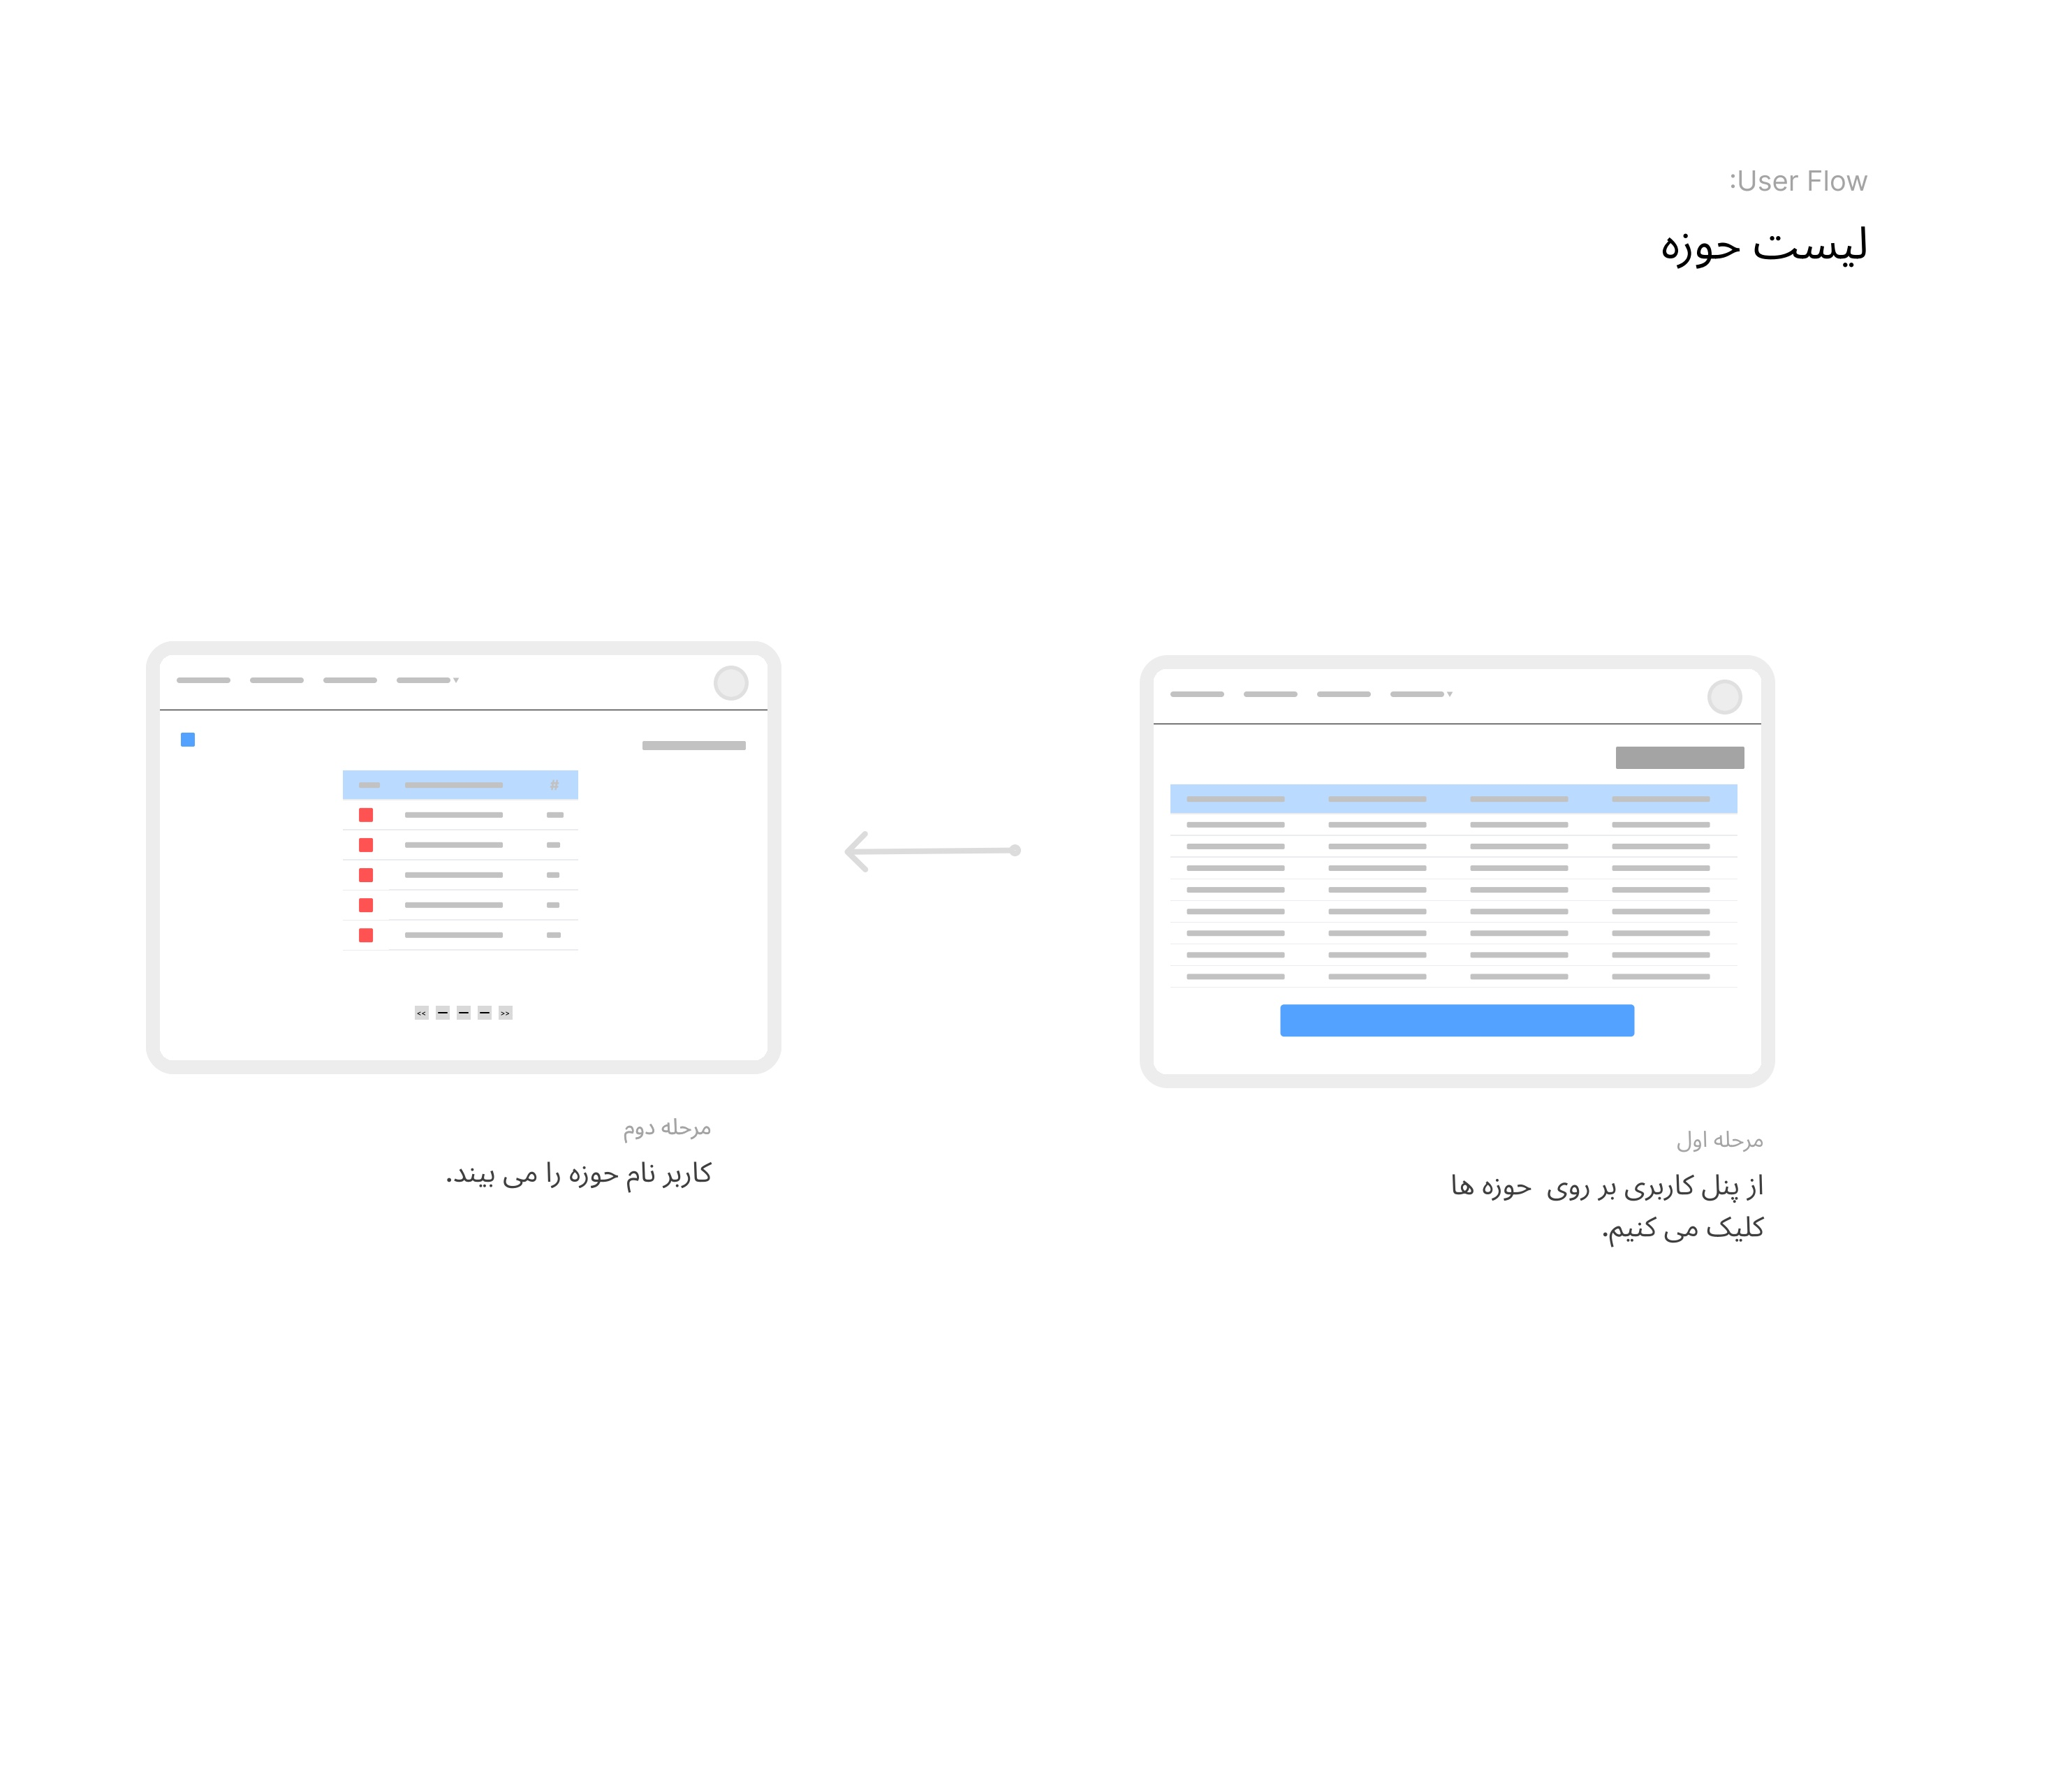 User Flow:
لیست حوزه
مرحله اول
از پنل کاربری بر روی حوزه ها
کلیک می کنیم.
#
<< >>
مرحله دوم
کاربر نام حوزه را می بیند.